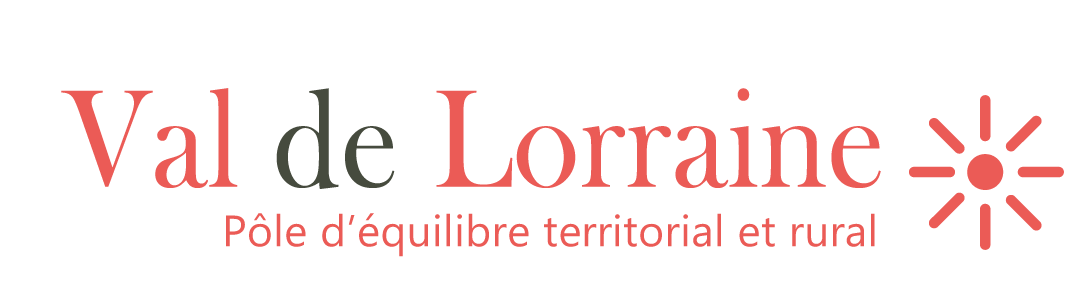 Val de Lorraine
Pôle d’équilibre territorial et rural